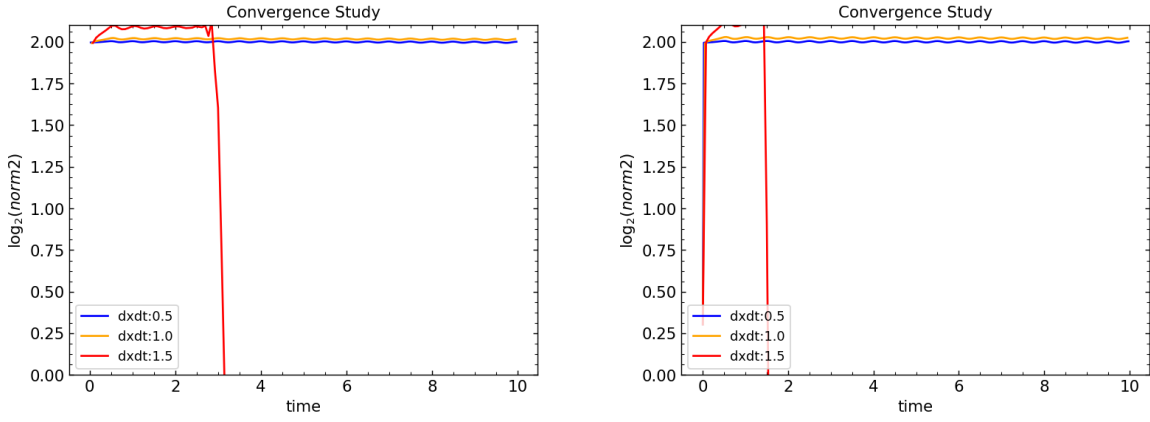 Convergence Study
log₂(norm2)
2.00
1.75
1.50
1.25
1.00
0.75
0.50
0.25
0.00
dxdt:0.5
dxdt:1.0
dxdt:1.5
0 2 4 6 8 10
time
Convergence Study
log₂(norm2)
2.00
1.75
1.50
1.25
1.00
0.75
0.50
0.25
0.00
dxdt:0.5
dxdt:1.0
dxdt:1.5
0 2 4 6 8 10
time